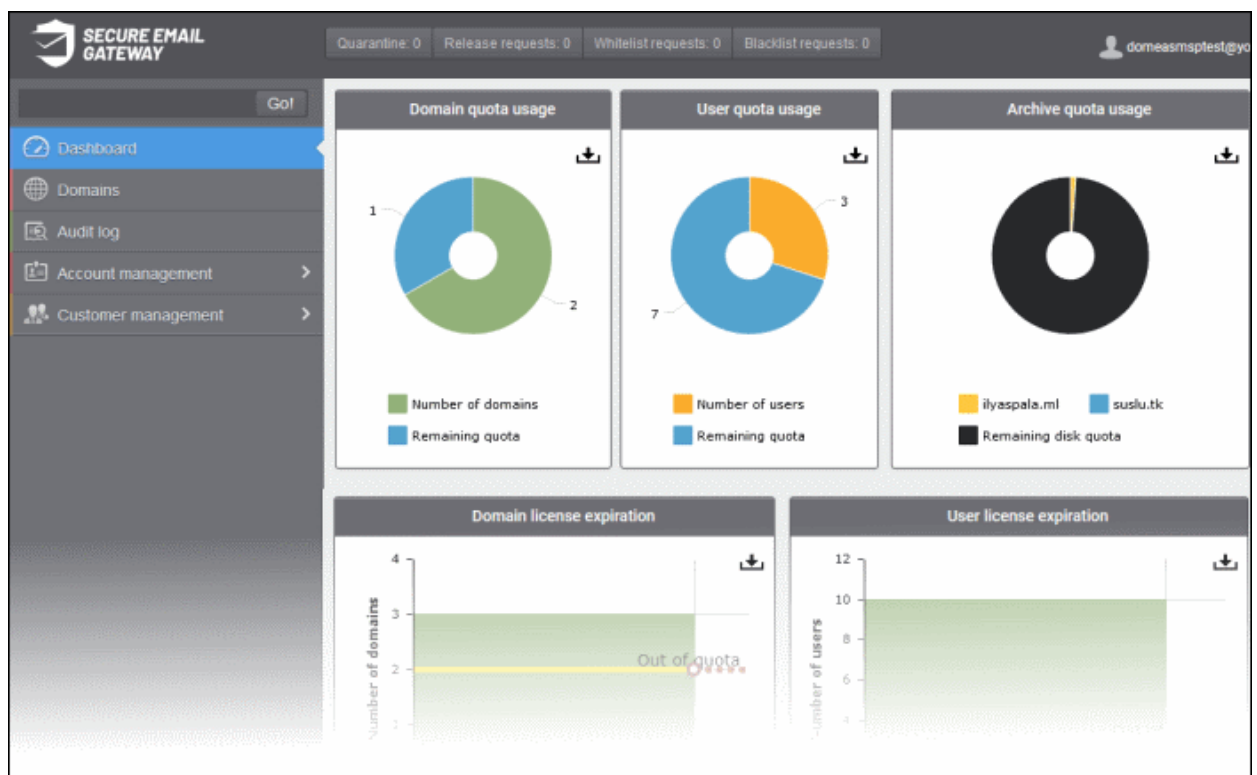 SECURE EMAIL
GATEWAY
Quarantine: 0
Release requests: 0
Whitelist requests: 0
Blacklist requests: 0
domeasmsptest@yo
Go!
Dashboard
Domains
Audit log
Account management
Customer management
Domain quota usage
1
2
Number of domains
Remaining quota
User quota usage
3
7
Number of users
Remaining quota
Archive quota usage
ilyaspala.ml
suslu.tk
Remaining disk quota
Domain license expiration
4
3
2
1
Number of domains
Out of quota
User license expiration
12
10
8
6
4
Number of users